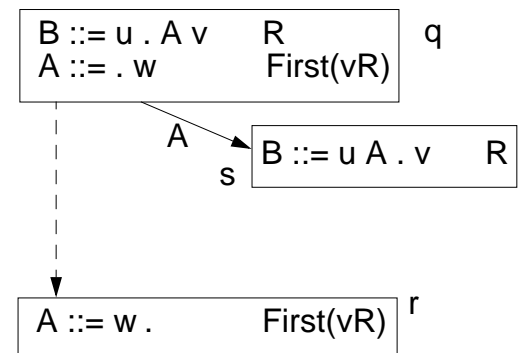 B ::= u . A v R q
A ::= . w First(vR)
A
B ::= u A . v R
s
A ::= w . First(vR) r